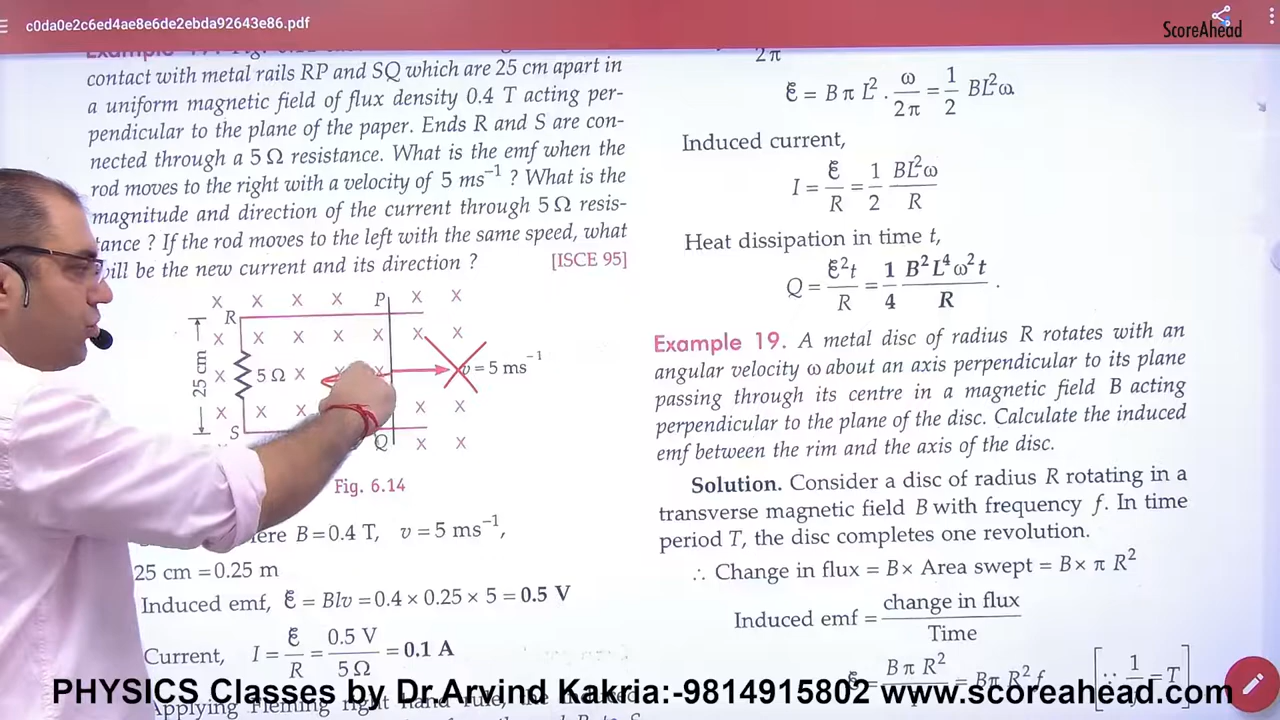 c0da0e2c6ed4ae8e6de2ebda92643e86.pdf
ScoreAhead
contact with metal rails RP and SQ which are 25 cm apart in
a uniform magnetic field of flux density 0.4 T acting per-
pendicular to the plane of the paper. Ends R and S are con-
nected through a 5 Ω resistance. What is the emf when the
rod moves to the right with a velocity of 5 ms⁻¹ ? What is the
magnitude and direction of the current through 5 Ω resis-
tance ? If the rod moves to the left with the same speed, what
will be the new current and its direction ? [ISCE 95]
× × × × P × ×
R
× × × × × × ×
25 cm × 5 Ω × × × v = 5 ms⁻¹
× × × × ×
S Q × ×
Fig. 6.14
B = 0.4 T, v = 5 ms⁻¹,
25 cm = 0.25 m
Induced emf, ℰ = Blv = 0.4 × 0.25 × 5 = 0.5 V
Current, I = ℰ/R = 0.5 V/5 Ω = 0.1 A
2π
ℰ = B π L² . ω/2π = 1/2 BL²ω.
Induced current,
I = ℰ/R = 1/2 BL²ω/R
Heat dissipation in time t,
Q = ℰ²t/R = 1/4 B²L⁴ω²t/R .
Example 19. A metal disc of radius R rotates with an
angular velocity ω about an axis perpendicular to its plane
passing through its centre in a magnetic field B acting
perpendicular to the plane of the disc. Calculate the induced
emf between the rim and the axis of the disc.
Solution. Consider a disc of radius R rotating in a
transverse magnetic field B with frequency f. In time
period T, the disc completes one revolution.
∴ Change in flux = B × Area swept = B × π R²
Induced emf = change in flux/Time
ℰ = B π R² = Bπ R² f [∵ 1 = T]
PHYSICS Classes by Dr.Arvind Kakria:-9814915802 www.scoreahead.com